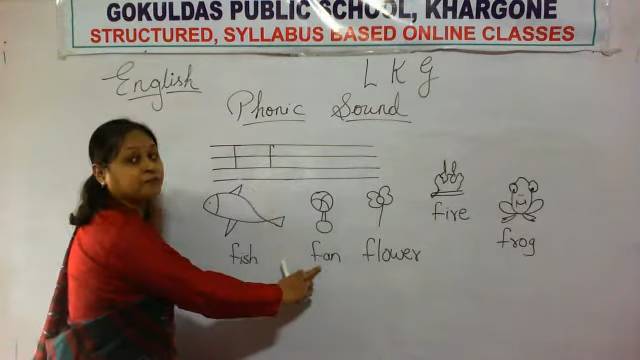 GOKULDAS PUBLIC SCHOOL, KHARGONE
STRUCTURED, SYLLABUS BASED ONLINE CLASSES
English LKG
Phonic Sound
fish fan flower fire frog